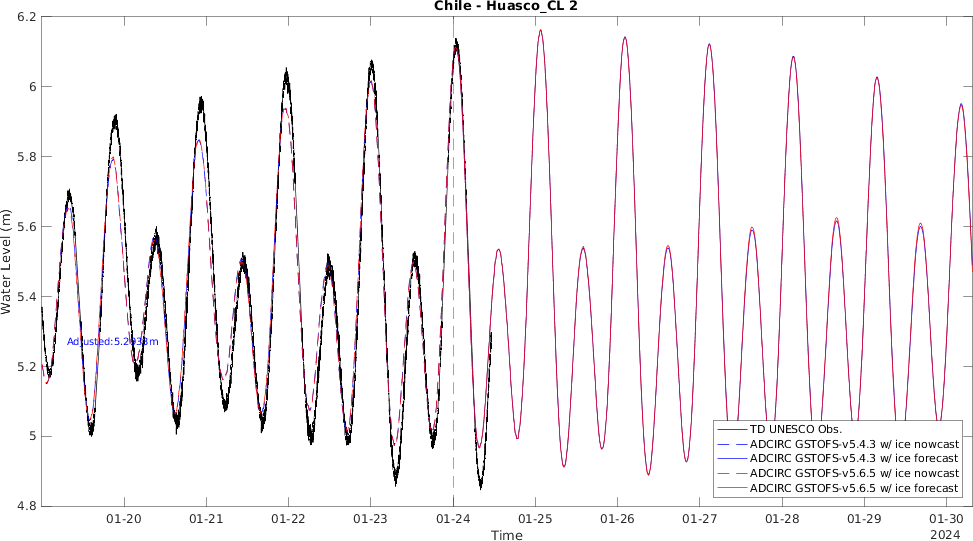 Chile - Huasco_CL 2
6.2
6
5.8
5.6
5.4
5.2
5
4.8
Water Level (m)
Adjusted:5.2933m
TD UNESCO Obs.
ADCIRC GSTOFS-v5.4.3 w/ ice nowcast
ADCIRC GSTOFS-v5.4.3 w/ ice forecast
ADCIRC GSTOFS-v5.6.5 w/ ice nowcast
ADCIRC GSTOFS-v5.6.5 w/ ice forecast
01-20 01-21 01-22 01-23 01-24 01-25 01-26 01-27 01-28 01-29 01-30
Time
2024